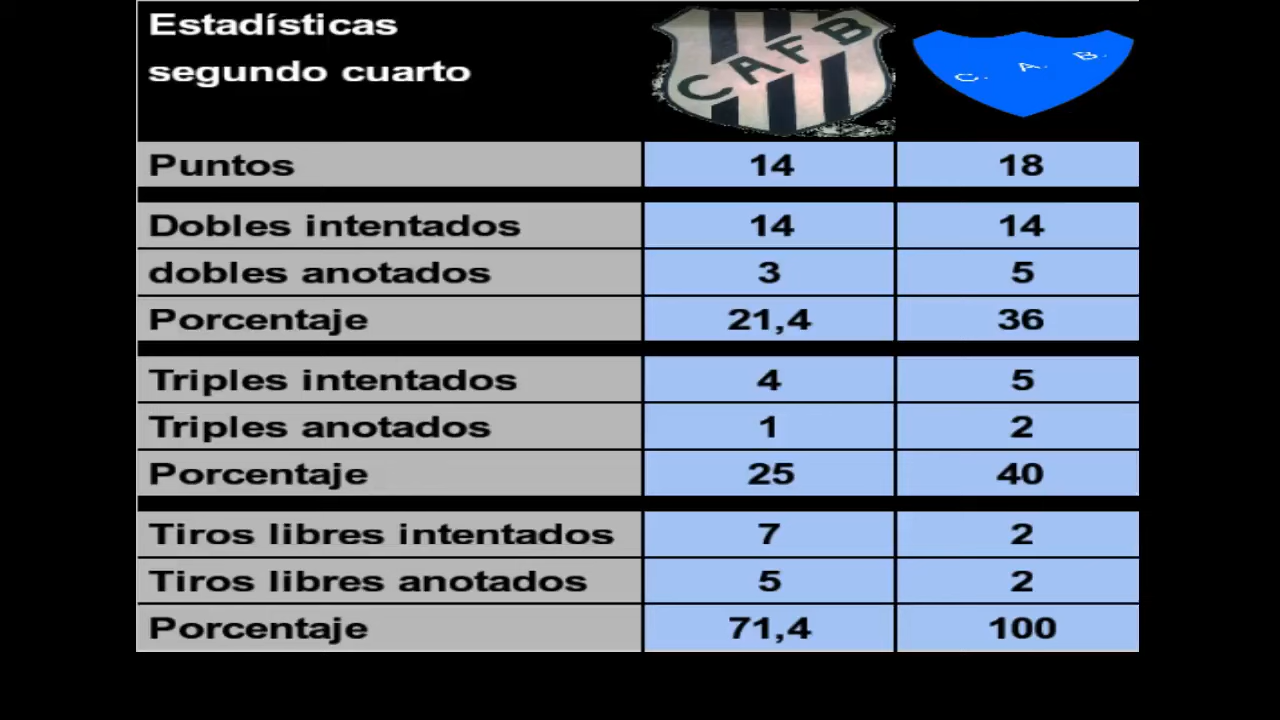 Estadísticas
segundo cuarto
CAFB
C. A. B.
Puntos 14 18
Dobles intentados 14 14
dobles anotados 3 5
Porcentaje 21,4 36
Triples intentados 4 5
Triples anotados 1 2
Porcentaje 25 40
Tiros libres intentados 7 2
Tiros libres anotados 5 2
Porcentaje 71,4 100